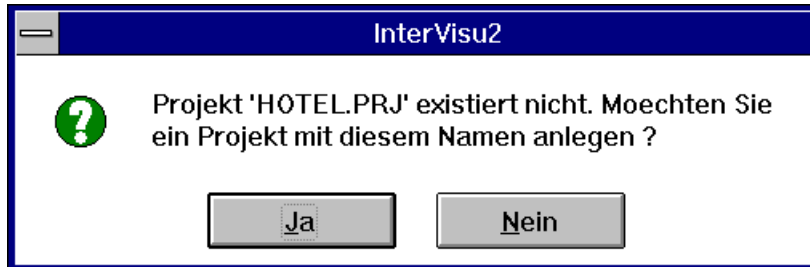 InterVisu2
Projekt 'HOTEL.PRJ' existiert nicht. Moechten Sie
ein Projekt mit diesem Namen anlegen ?
Ja Nein